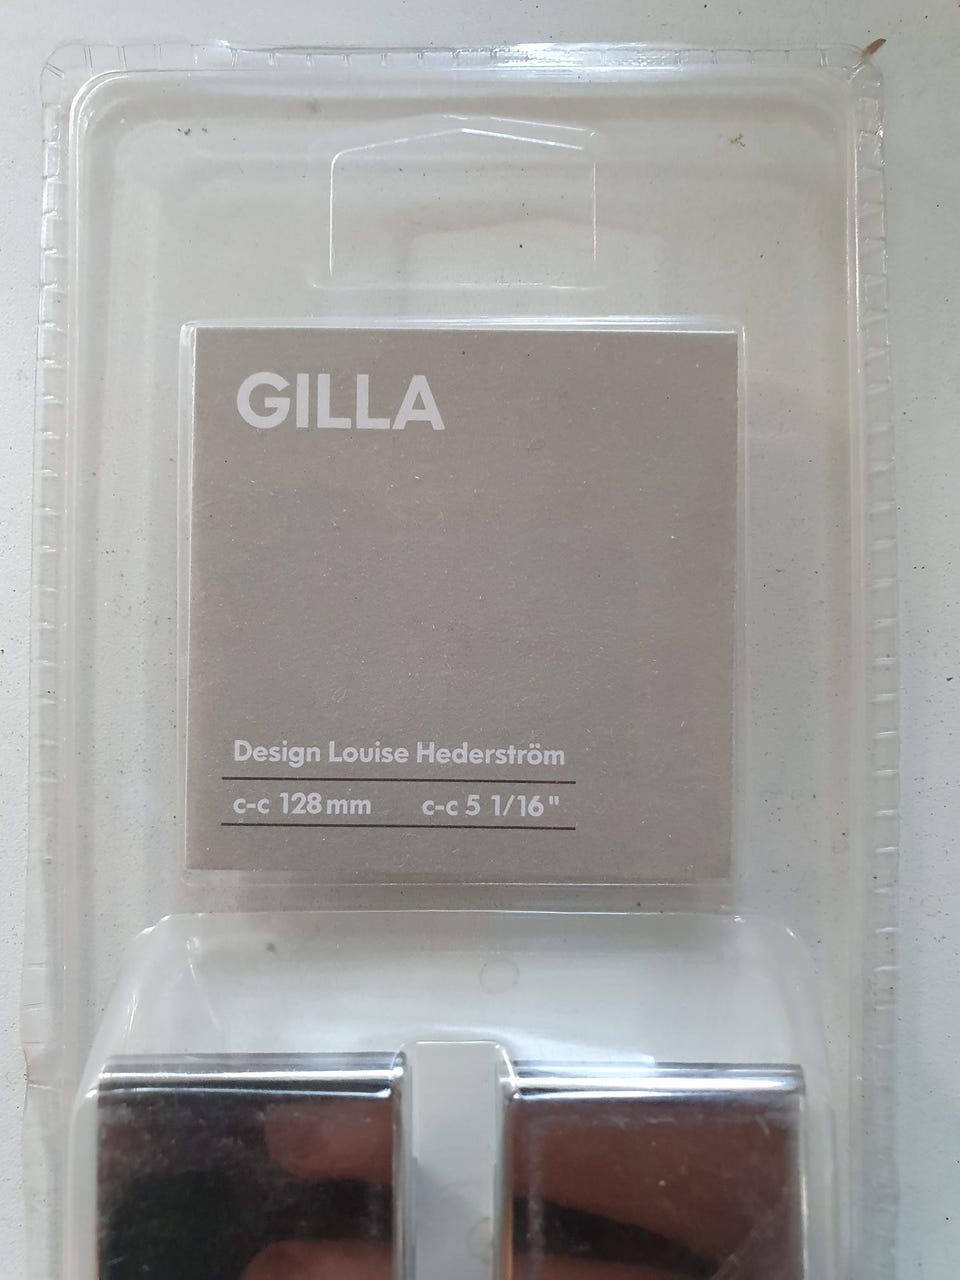 GILLA
Design Louise Hederström
c-c 128 mm c-c 5 1/16"